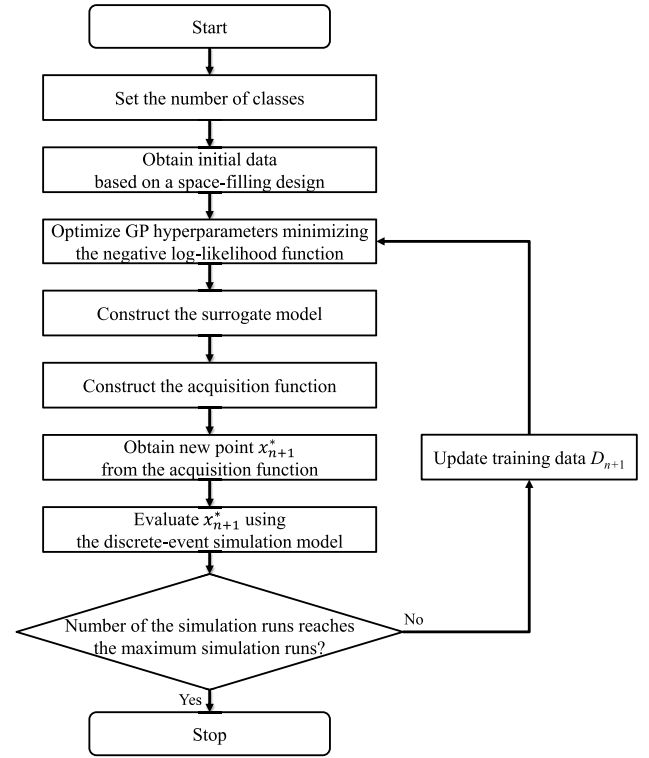 Start
Set the number of classes
Obtain initial data
based on a space-filling design
Optimize GP hyperparameters minimizing
the negative log-likelihood function
Construct the surrogate model
Construct the acquisition function
Obtain new point x*ₙ₊₁
from the acquisition function
Update training data Dₙ₊₁
Evaluate x*ₙ₊₁ using
the discrete-event simulation model
Number of the simulation runs reaches
the maximum simulation runs?
No
Yes
Stop